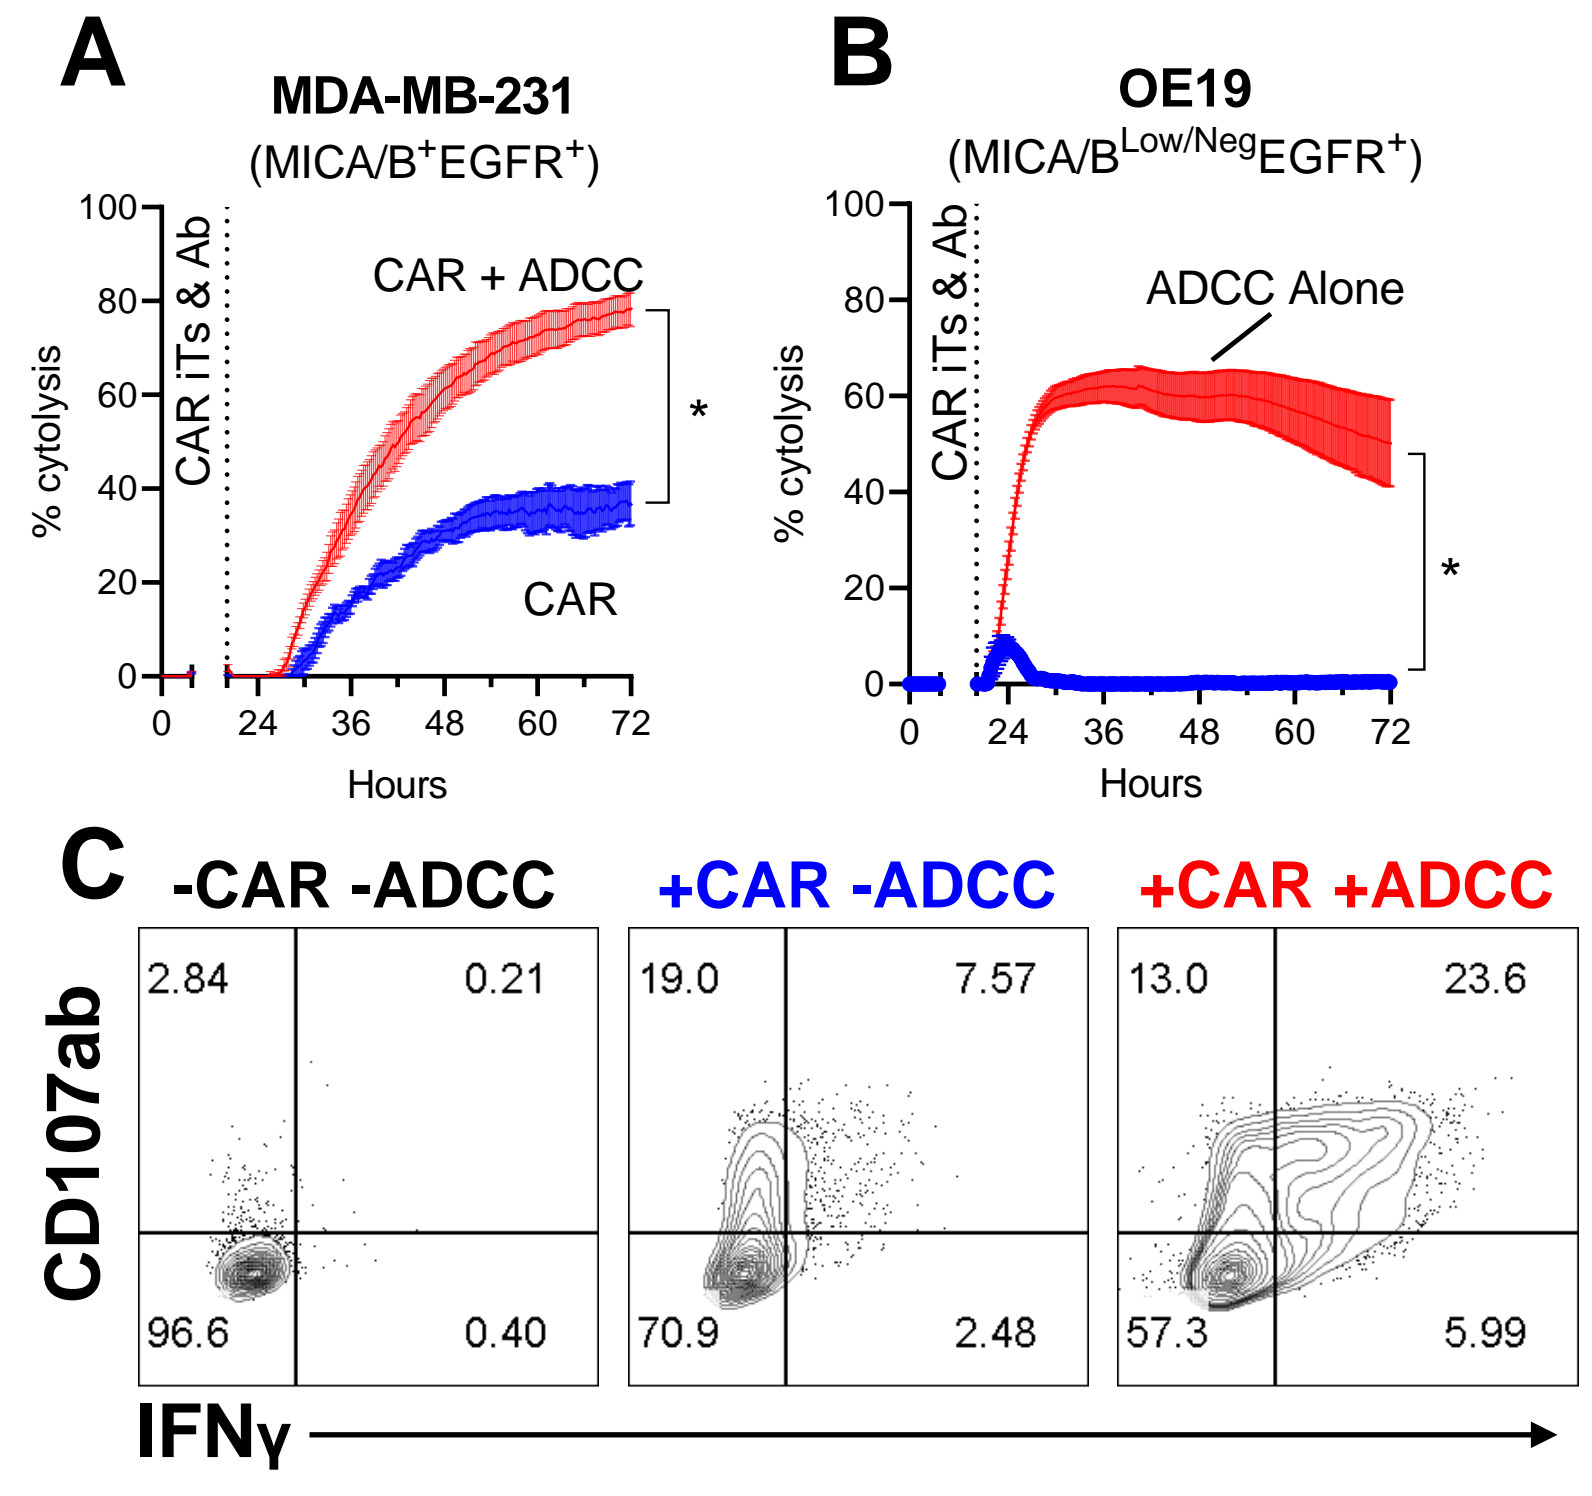 A
MDA-MB-231
(MICA/B⁺EGFR⁺)
% cytolysis
100
80
60
40
20
0
CAR iTs & Ab
CAR + ADCC
*
CAR
0 24 36 48 60 72
Hours
B
OE19
(MICA/B^Low/Neg EGFR⁺)
% cytolysis
100
80
60
40
20
0
CAR iTs & Ab
ADCC Alone
*
0 24 36 48 60 72
Hours
C
-CAR -ADCC
+CAR -ADCC
+CAR +ADCC
CD107ab
2.84 0.21
96.6 0.40
19.0 7.57
70.9 2.48
13.0 23.6
57.3 5.99
IFNγ